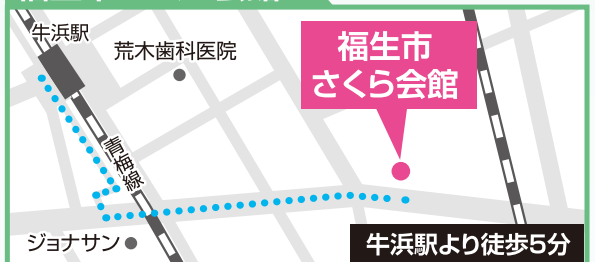 牛浜駅
荒木歯科医院
福生市
さくら会館
青梅線
ジョナサン
牛浜駅より徒歩5分